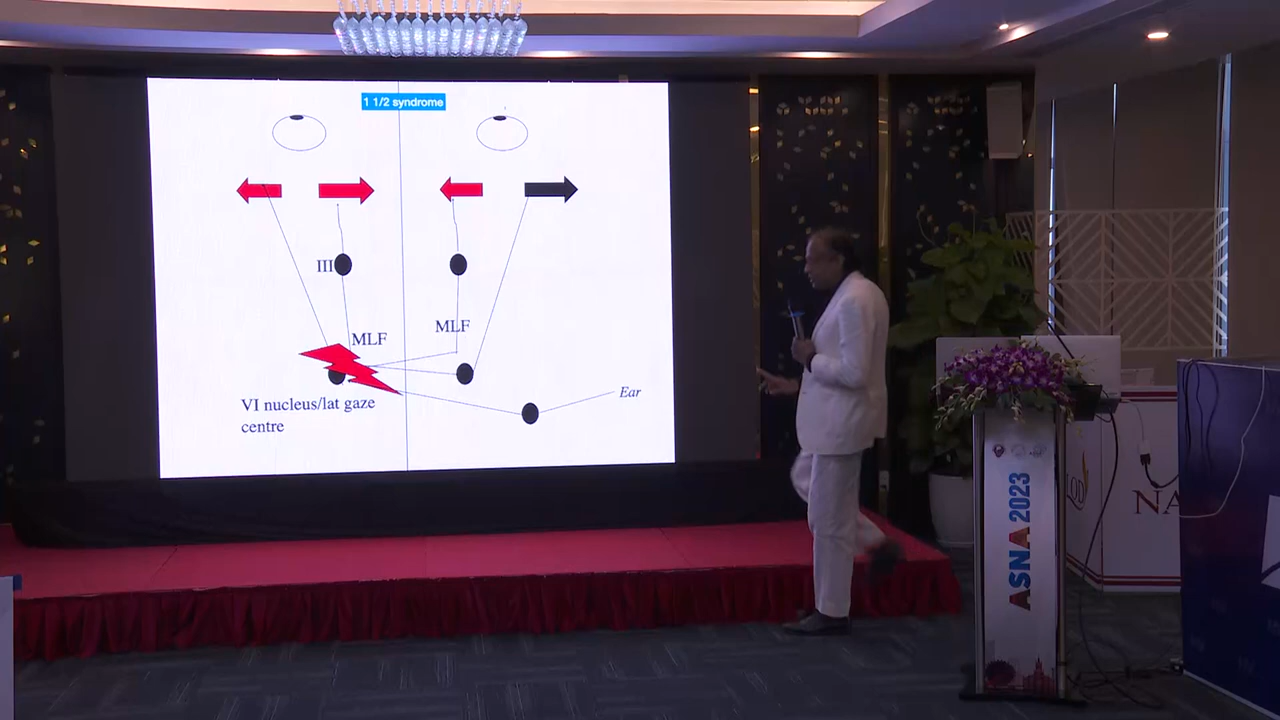 1 1/2 syndrome
III
MLF
MLF
VI nucleus/lat gaze
centre
Ear
ASNA 2023
NA